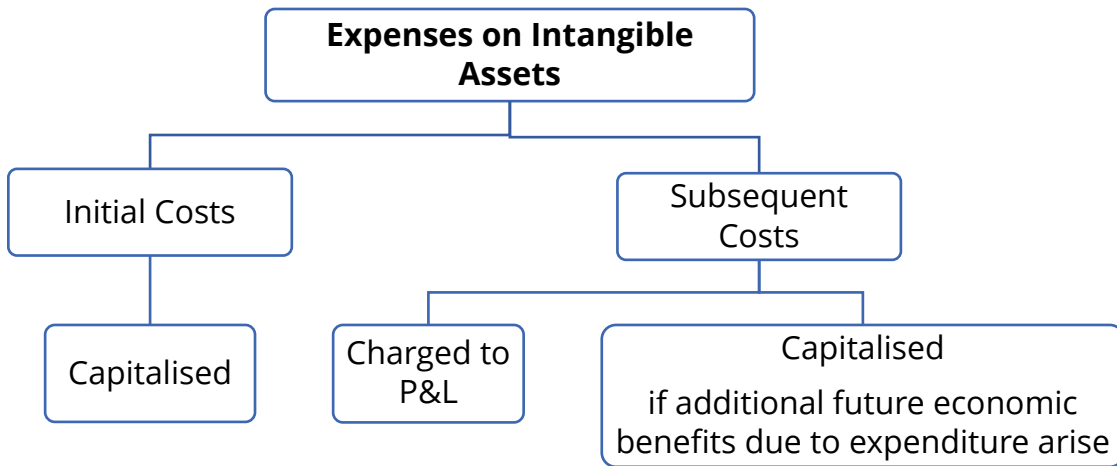 Expenses on Intangible
Assets
Initial Costs
Subsequent
Costs
Capitalised
Charged to
P&L
Capitalised
if additional future economic
benefits due to expenditure arise